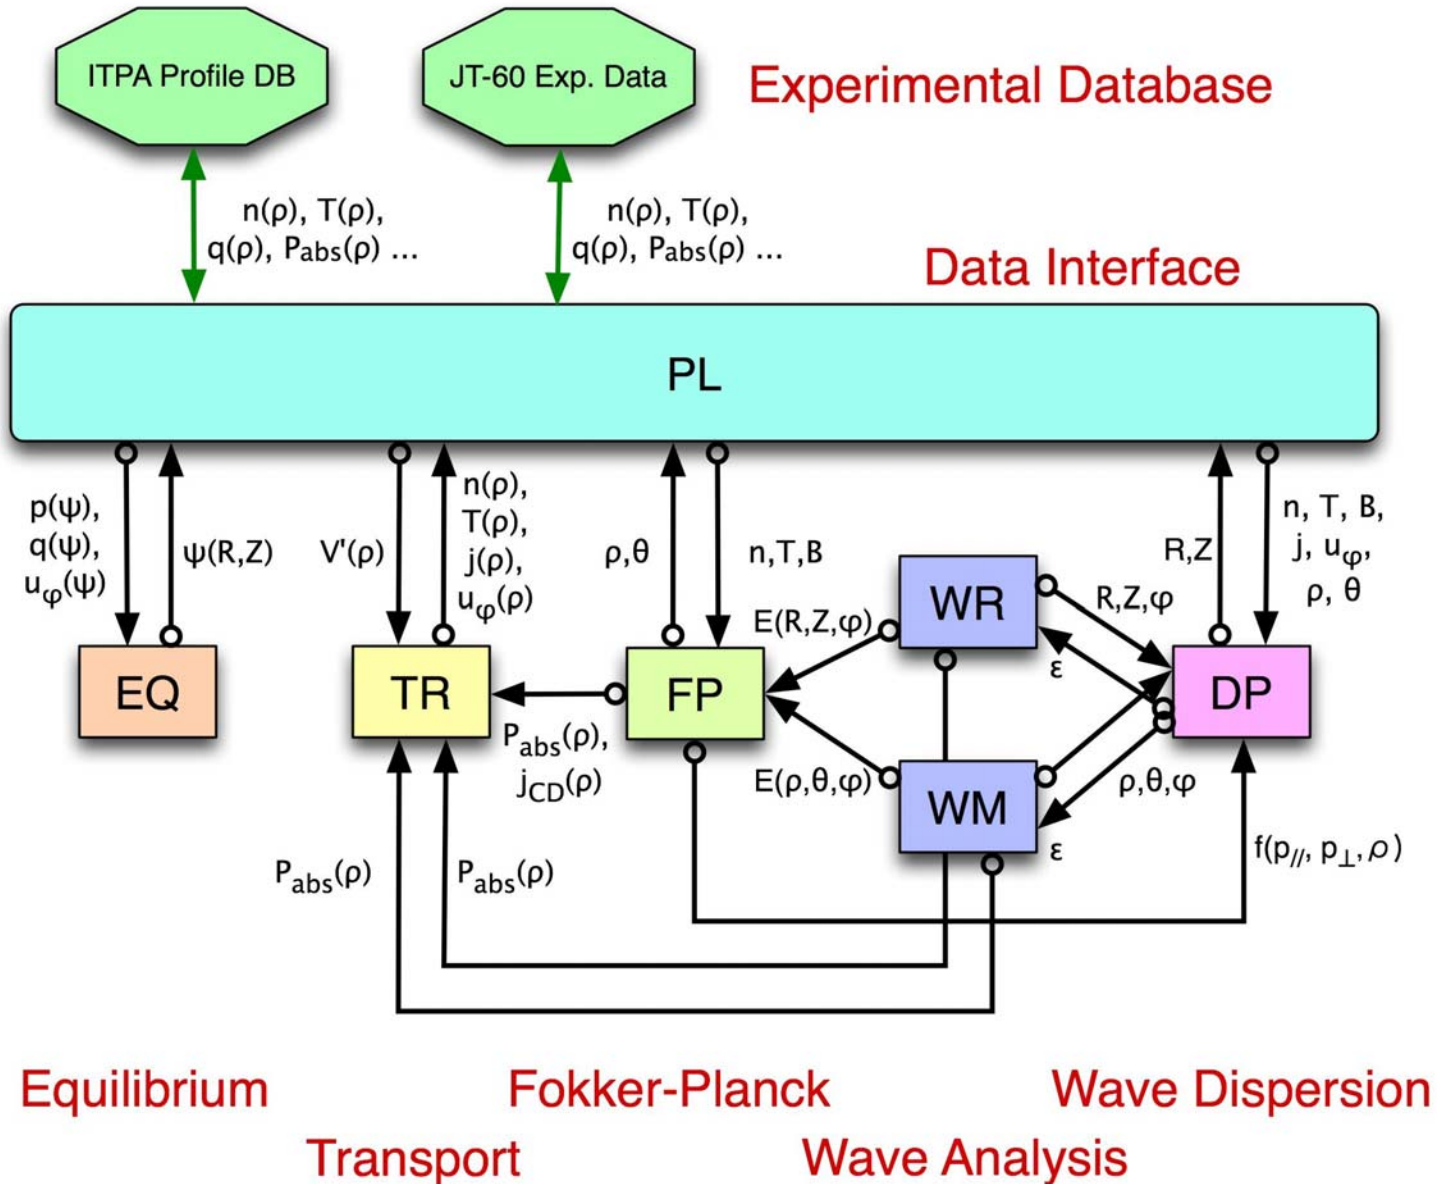 ITPA Profile DB
JT-60 Exp. Data
Experimental Database
n(ρ), T(ρ),
q(ρ), Pabs(ρ) ...
n(ρ), T(ρ),
q(ρ), Pabs(ρ) ...
Data Interface
PL
p(ψ),
q(ψ),
uφ(ψ)
ψ(R,Z)
V'(ρ)
n(ρ),
T(ρ),
j(ρ),
uφ(ρ)
ρ,θ
n,T,B
R,Z
n, T, B,
j, uφ,
ρ, θ
EQ
TR
FP
WR
WM
DP
E(R,Z,φ)
R,Z,φ
ε
Pabs(ρ),
jCD(ρ)
E(ρ,θ,φ)
ρ,θ,φ
ε
Pabs(ρ)
Pabs(ρ)
f(p//, p⊥, ρ)
Equilibrium
Fokker-Planck
Wave Dispersion
Transport
Wave Analysis